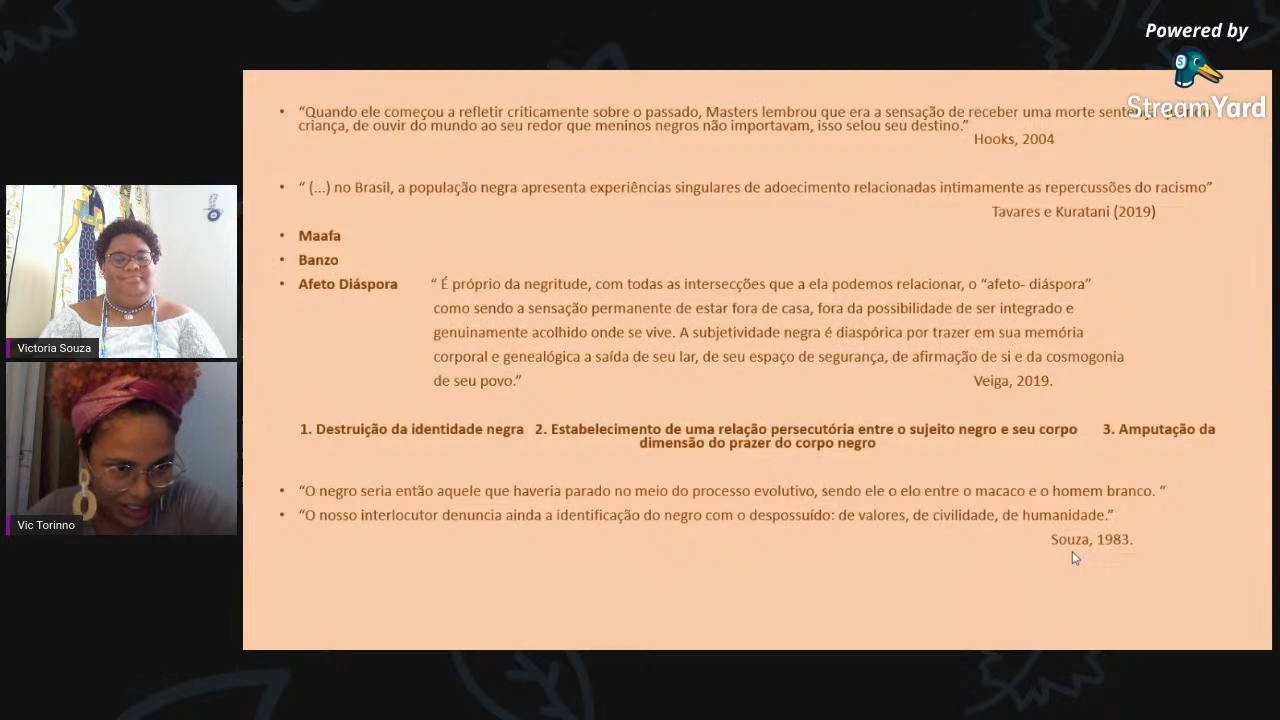 Powered by
StreamYard
• “Quando ele começou a refletir criticamente sobre o passado, Masters lembrou que era a sensação de receber uma morte
criança, de ouvir do mundo ao seu redor que meninos negros não importavam, isso selou seu destino.”
Hooks, 2004
• “ (...) no Brasil, a população negra apresenta experiências singulares de adoecimento relacionadas intimamente as repercussões do racismo”
Tavares e Kuratani (2019)
• Maafa
• Banzo
• Afeto Diáspora “ É próprio da negritude, com todas as intersecções que a ela podemos relacionar, o “afeto- diáspora”
como sendo a sensação permanente de estar fora de casa, fora da possibilidade de ser integrado e
genuinamente acolhido onde se vive. A subjetividade negra é diaspórica por trazer em sua memória
corporal e genealógica a saída de seu lar, de seu espaço de segurança, de afirmação de si e da cosmogonia
de seu povo.” Veiga, 2019.
1. Destruição da identidade negra 2. Estabelecimento de uma relação persecutória entre o sujeito negro e seu corpo 3. Amputação da
dimensão do prazer do corpo negro
• “O negro seria então aquele que haveria parado no meio do processo evolutivo, sendo ele o elo entre o macaco e o homem branco. “
• “O nosso interlocutor denuncia ainda a identificação do negro com o despossuído: de valores, de civilidade, de humanidade.”
Souza, 1983.
Victoria Souza
Vic Torinno